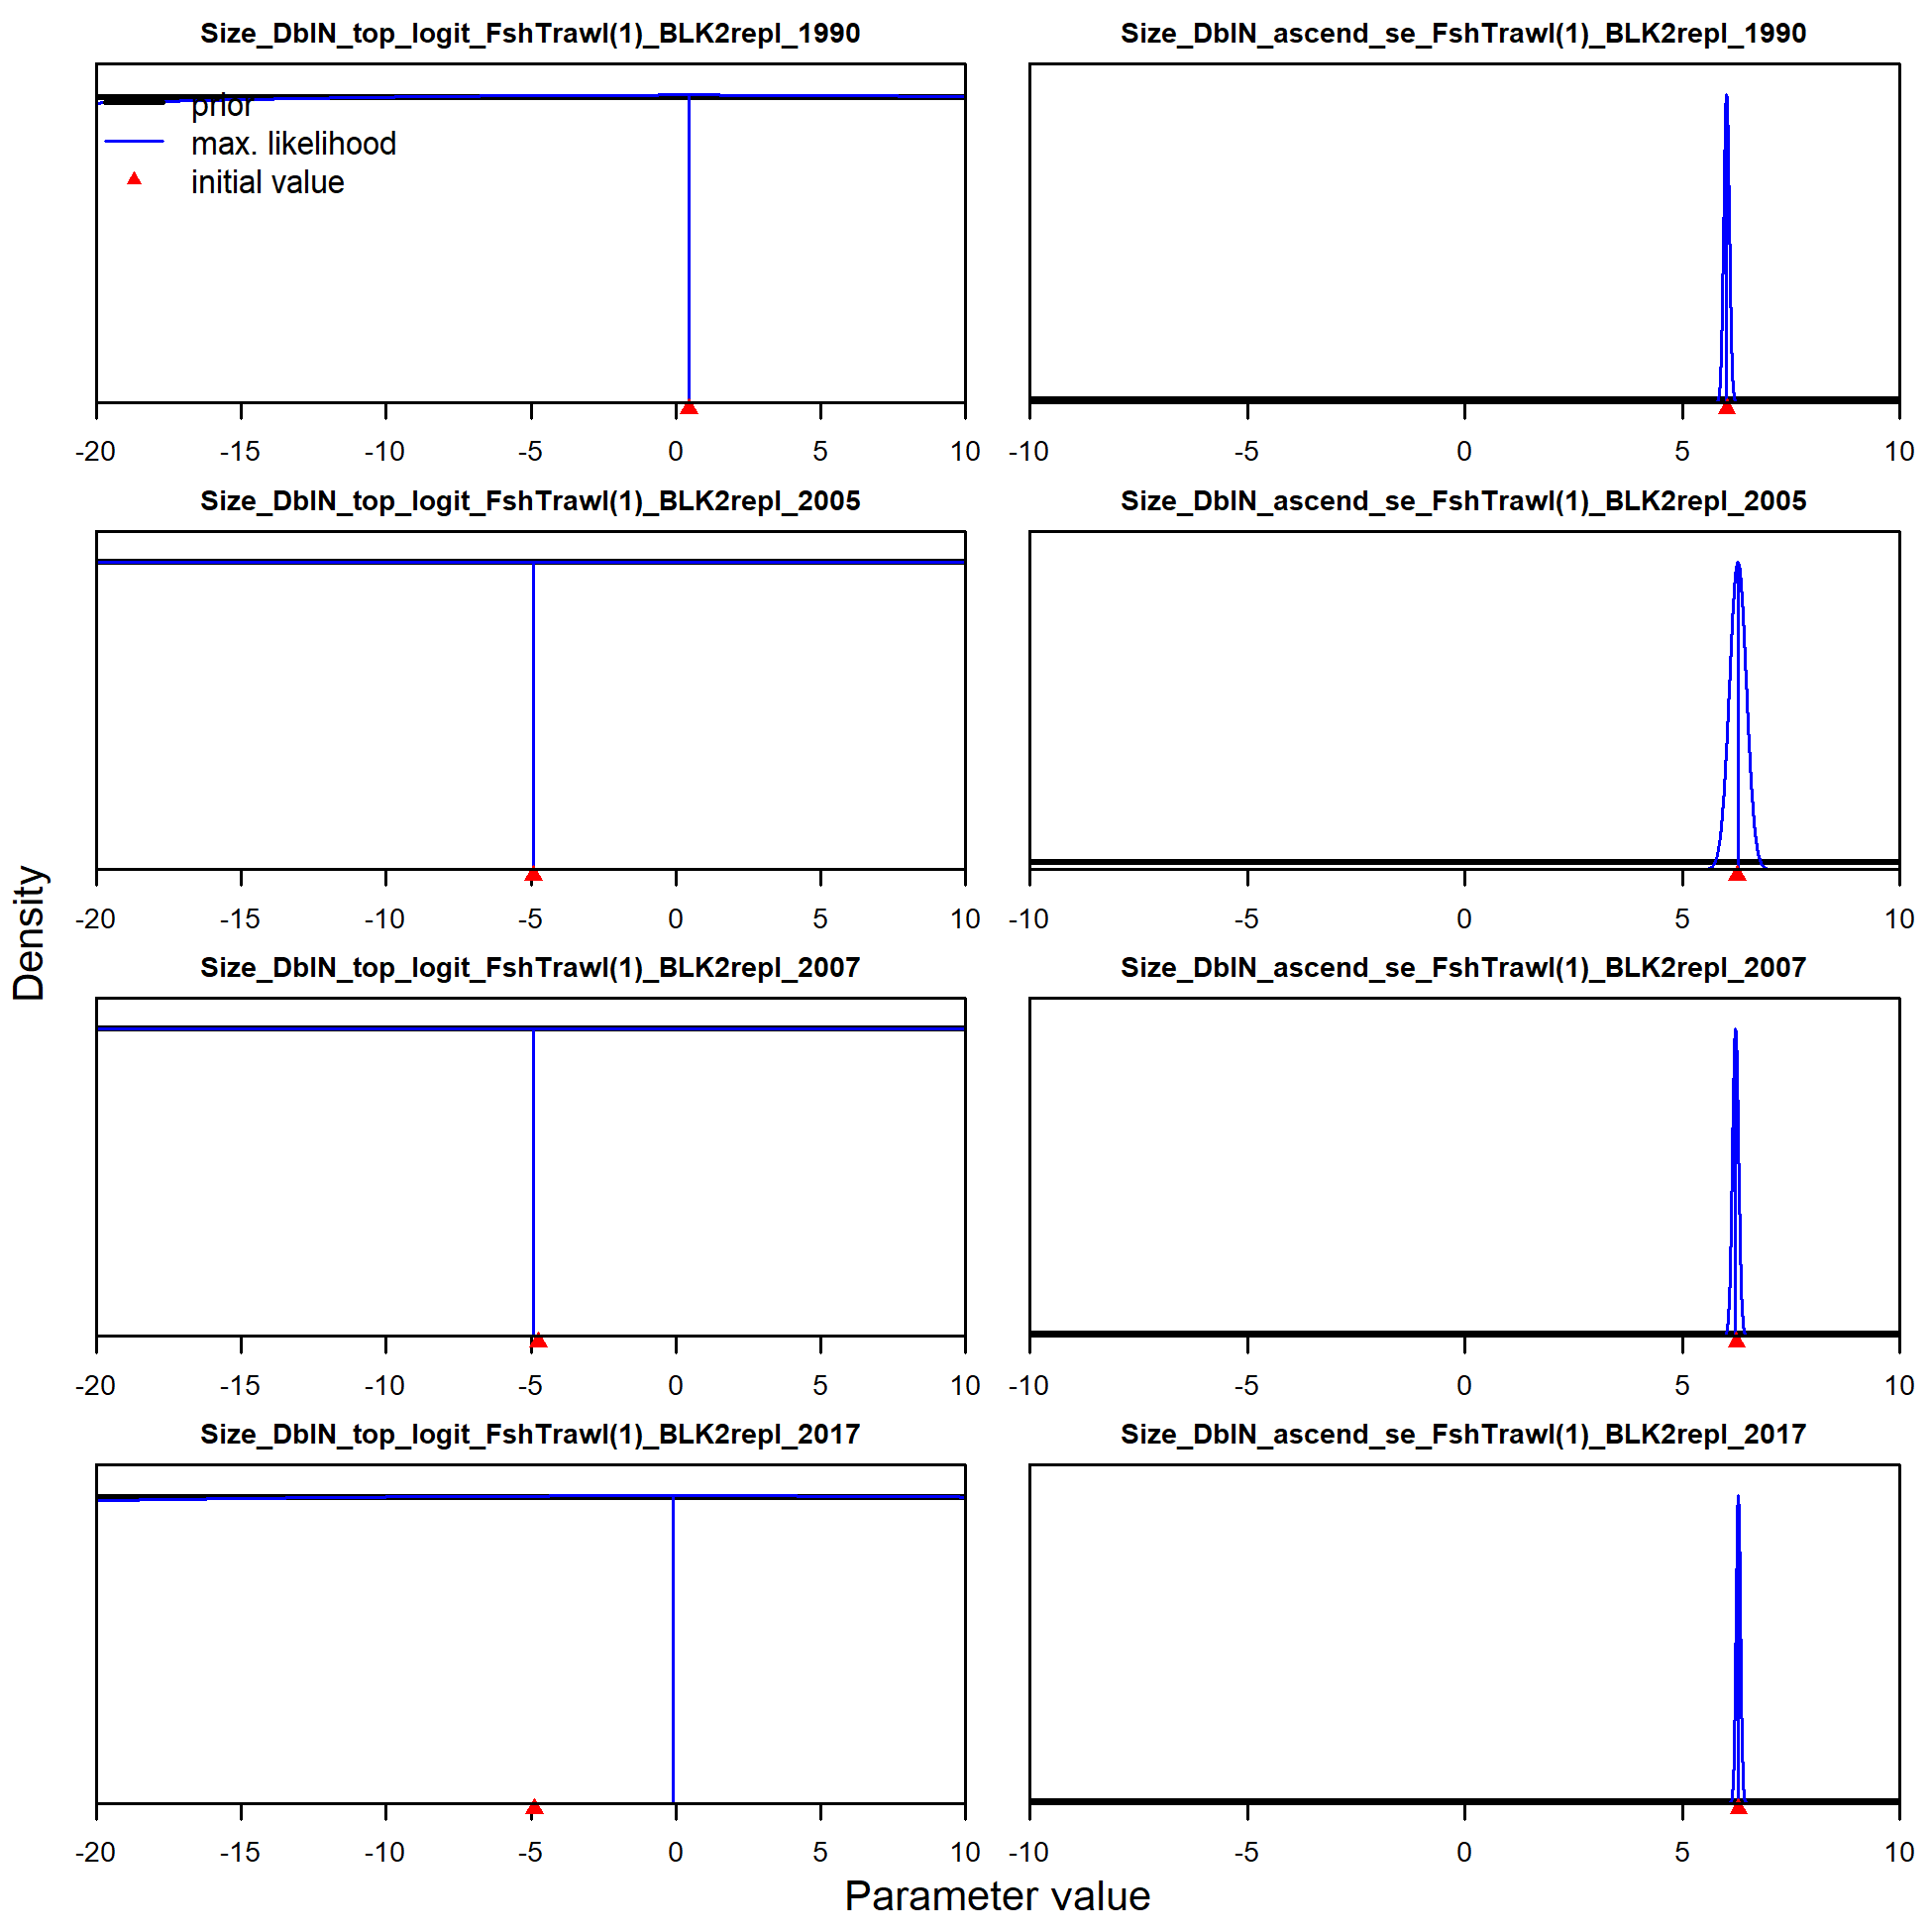 Size_DblN_top_logit_FshTrawl(1)_BLK2repl_1990
prior
max. likelihood
initial value
-20 -15 -10 -5 0 5 10
Size_DblN_ascend_se_FshTrawl(1)_BLK2repl_1990
-10 -5 0 5 10
Size_DblN_top_logit_FshTrawl(1)_BLK2repl_2005
-20 -15 -10 -5 0 5 10
Size_DblN_ascend_se_FshTrawl(1)_BLK2repl_2005
-10 -5 0 5 10
Size_DblN_top_logit_FshTrawl(1)_BLK2repl_2007
-20 -15 -10 -5 0 5 10
Size_DblN_ascend_se_FshTrawl(1)_BLK2repl_2007
-10 -5 0 5 10
Size_DblN_top_logit_FshTrawl(1)_BLK2repl_2017
-20 -15 -10 -5 0 5 10
Size_DblN_ascend_se_FshTrawl(1)_BLK2repl_2017
-10 -5 0 5 10
Density
Parameter value